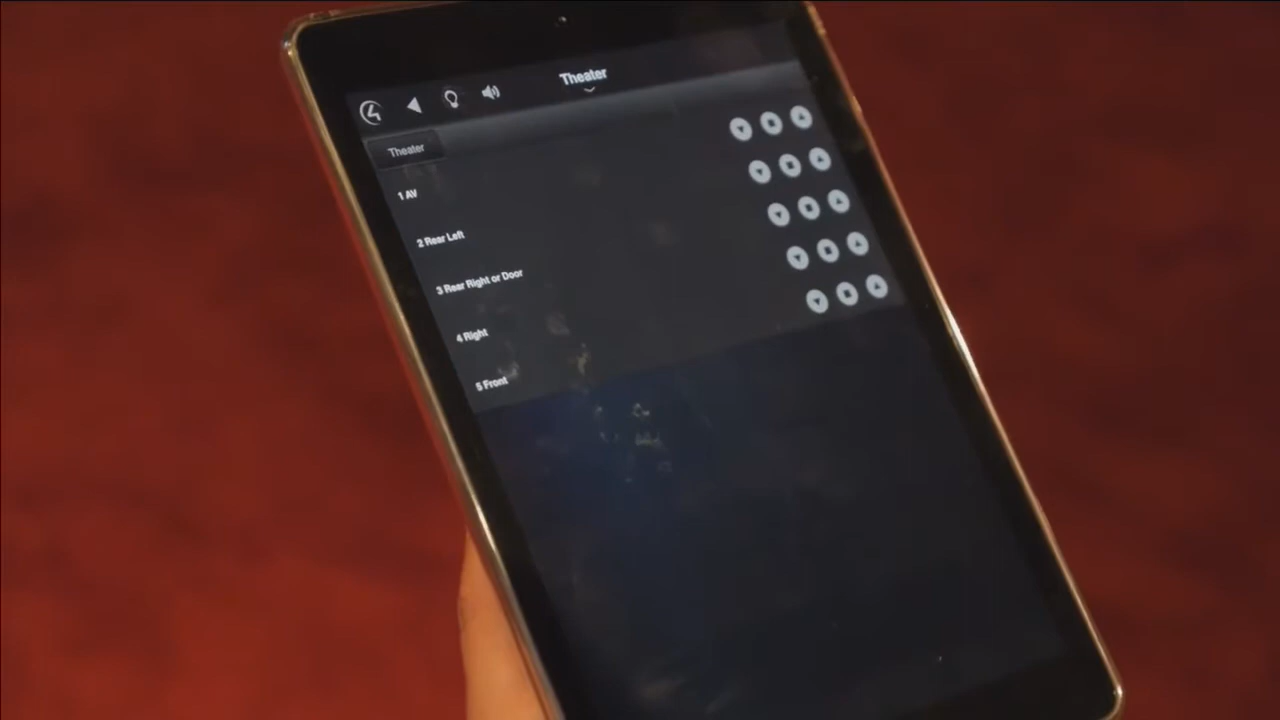 Theater
Theater
1 AV
2 Rear Left
3 Rear Right or Door
4 Right
5 Front